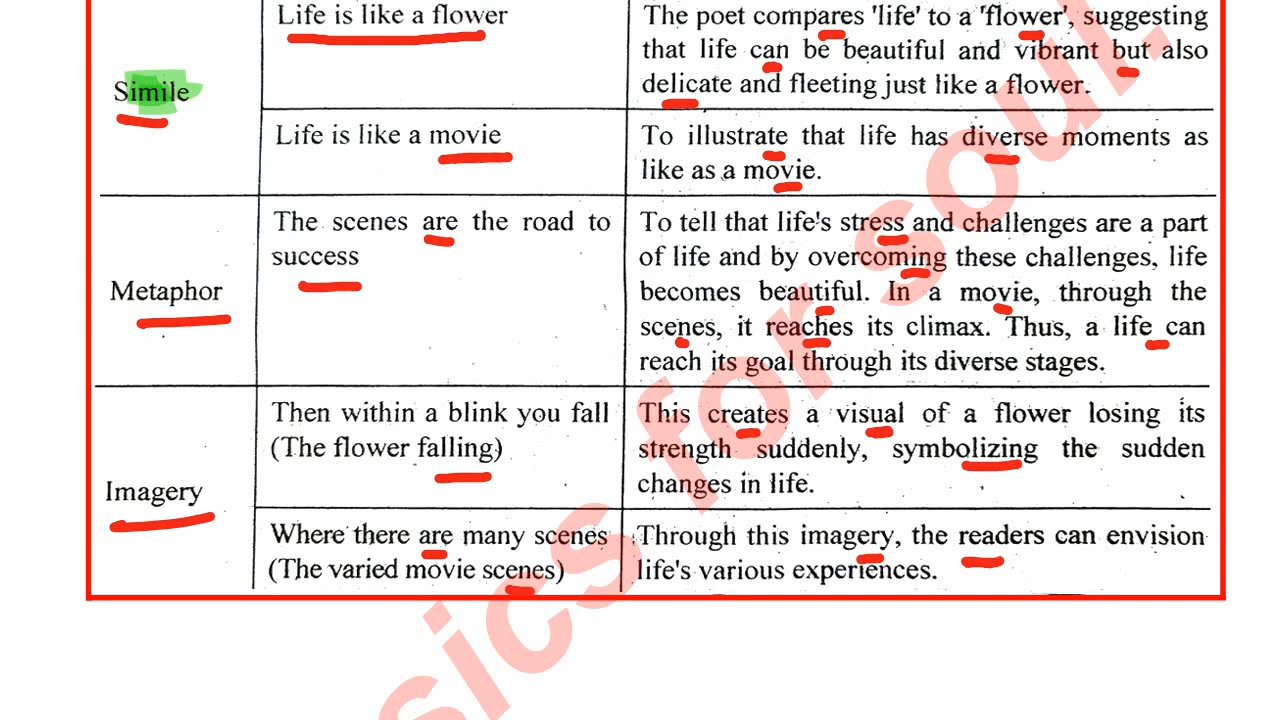 Life is like a flower
The poet compares 'life' to a 'flower', suggesting
that life can be beautiful and vibrant but also
delicate and fleeting just like a flower.
Simile
Life is like a movie
To illustrate that life has diverse moments as
like as a movie.
Metaphor
The scenes are the road to
success
To tell that life's stress and challenges are a part
of life and by overcoming these challenges, life
becomes beautiful. In a movie, through the
scenes, it reaches its climax. Thus, a life can
reach its goal through its diverse stages.
Imagery
Then within a blink you fall
(The flower falling)
This creates a visual of a flower losing its
strength suddenly, symbolizing the sudden
changes in life.
Where there are many scenes
(The varied movie scenes)
Through this imagery, the readers can envision
life's various experiences.
sics for soul.